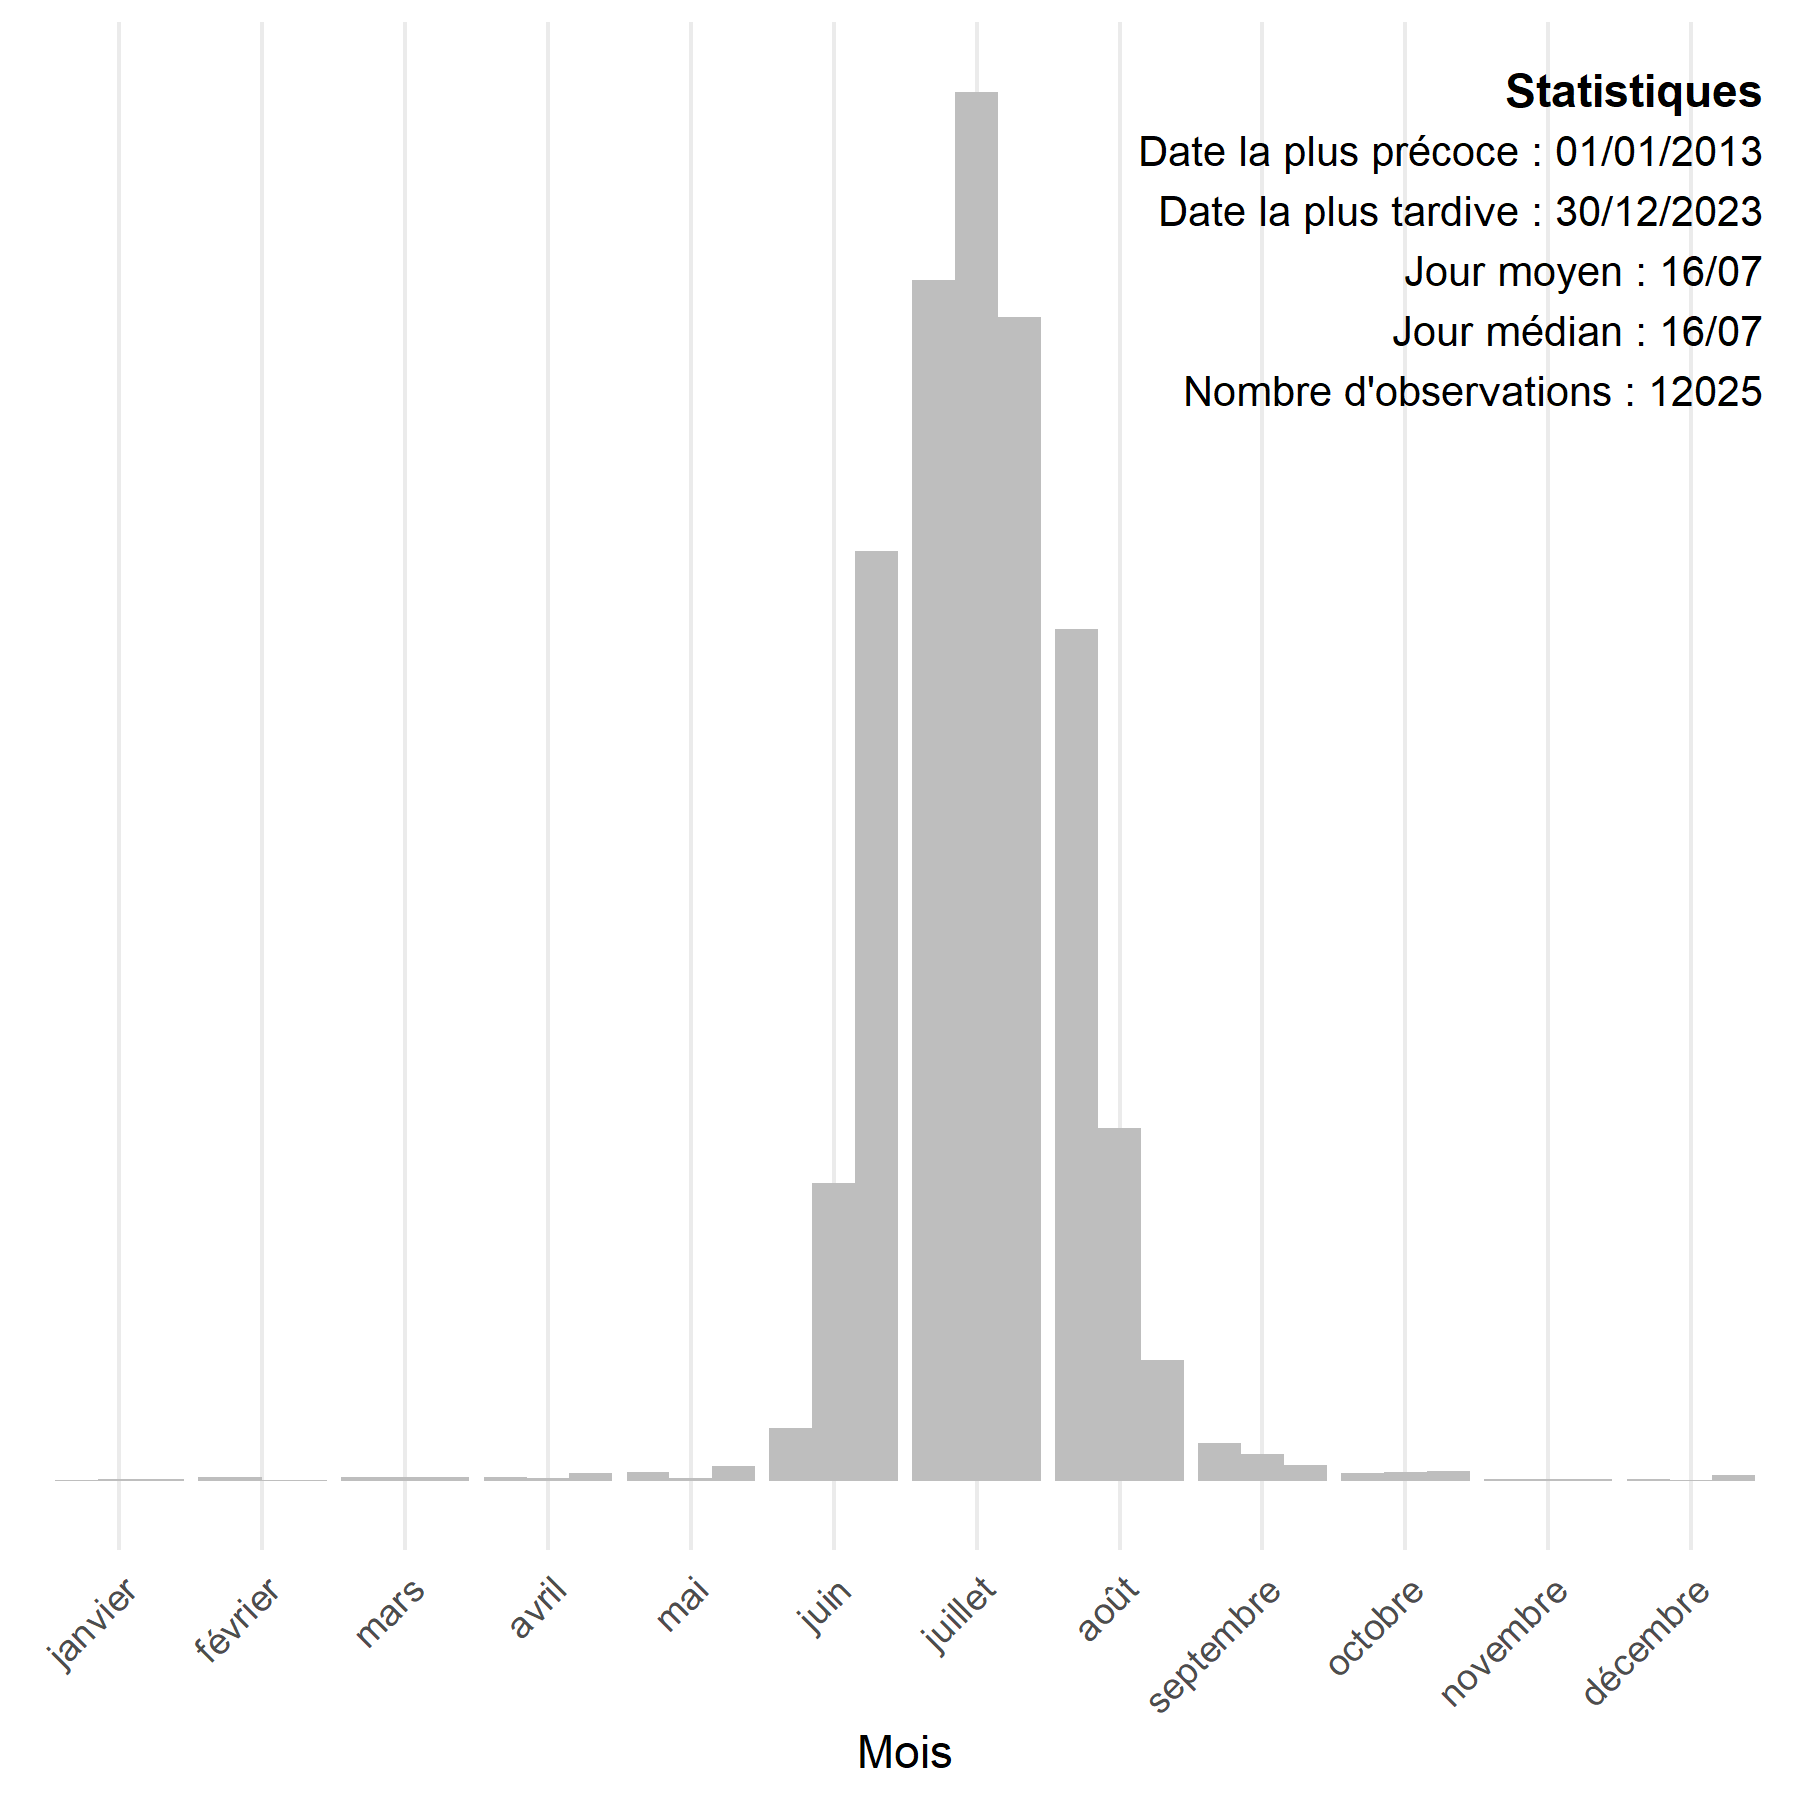 Statistiques
Date la plus précoce : 01/01/2013
Date la plus tardive : 30/12/2023
Jour moyen : 16/07
Jour médian : 16/07
Nombre d'observations : 12025
janvier
février
mars
avril
mai
juin
juillet
août
septembre
octobre
novembre
décembre
Mois